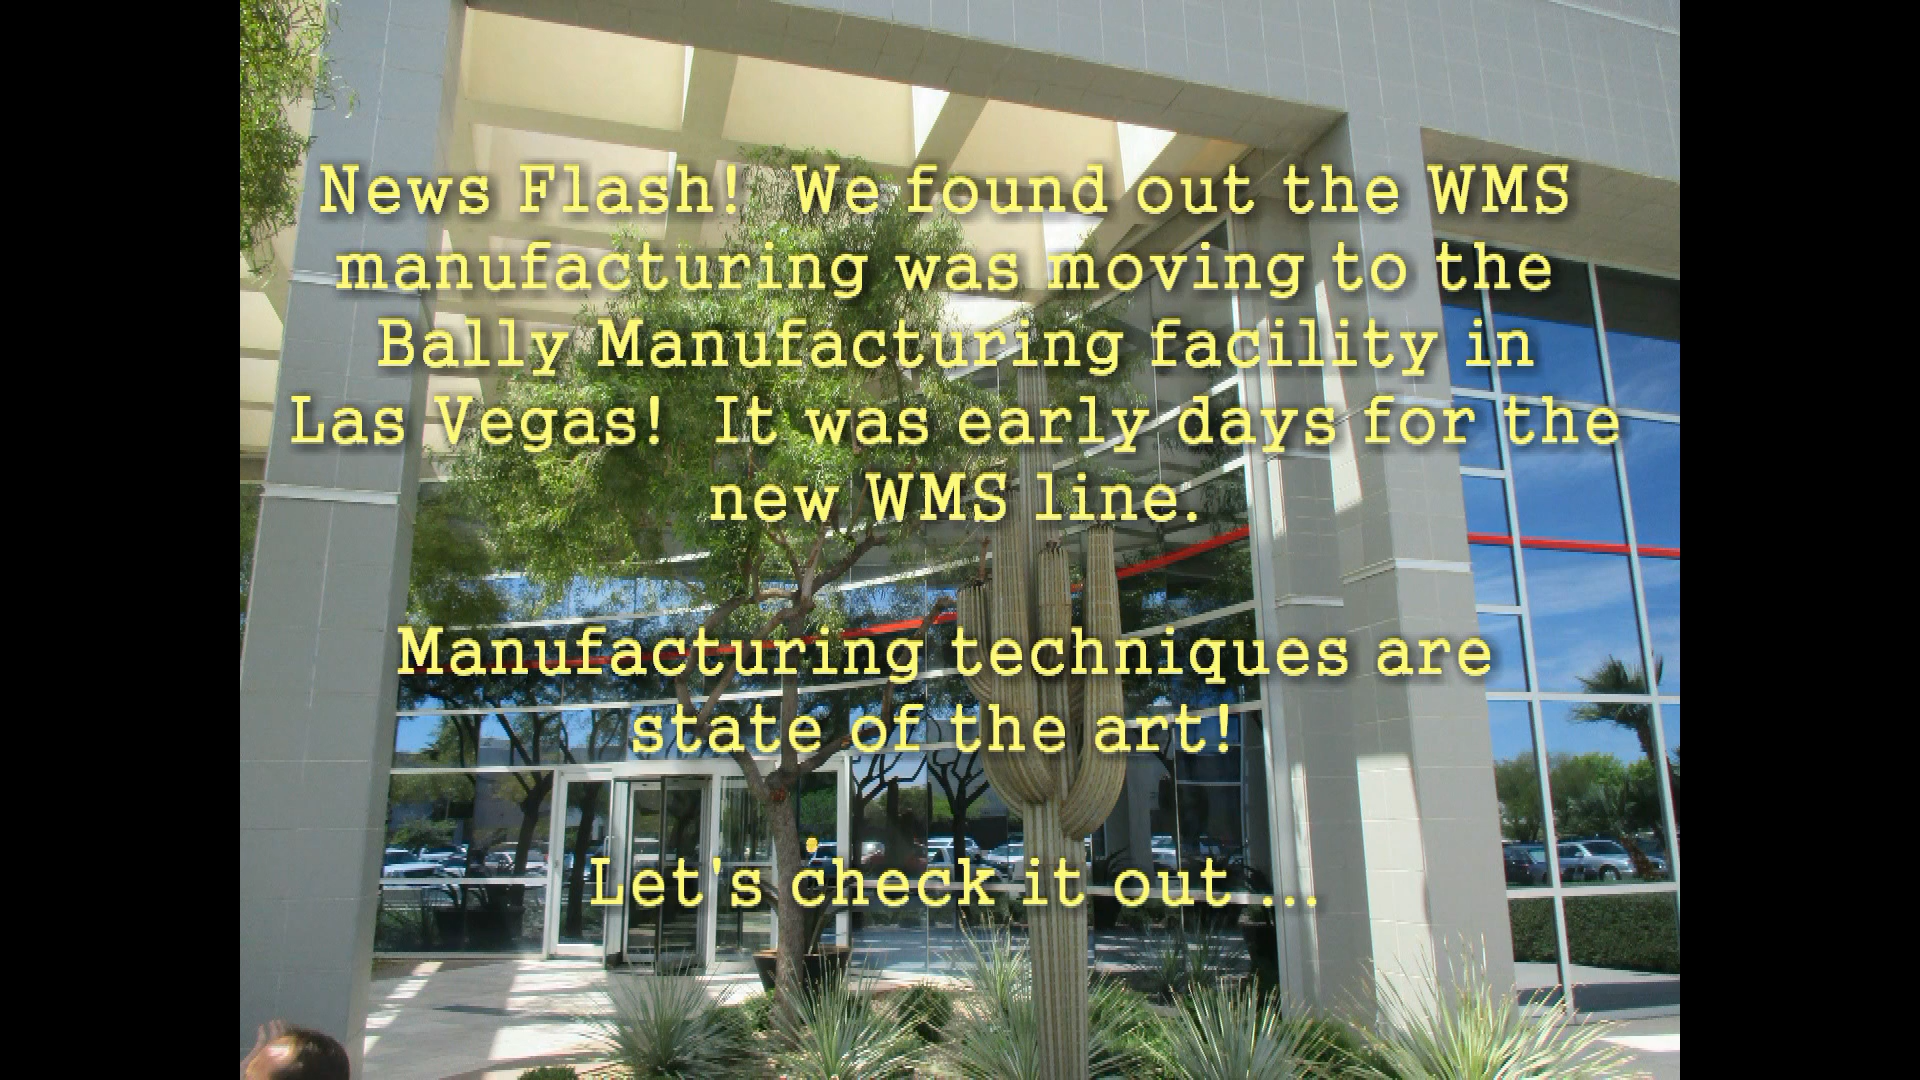 News Flash!  We found out the WMS
manufacturing was moving to the
Bally Manufacturing facility in
Las Vegas!  It was early days for the
new WMS line.
Manufacturing techniques are
state of the art!
Let's check it out ...